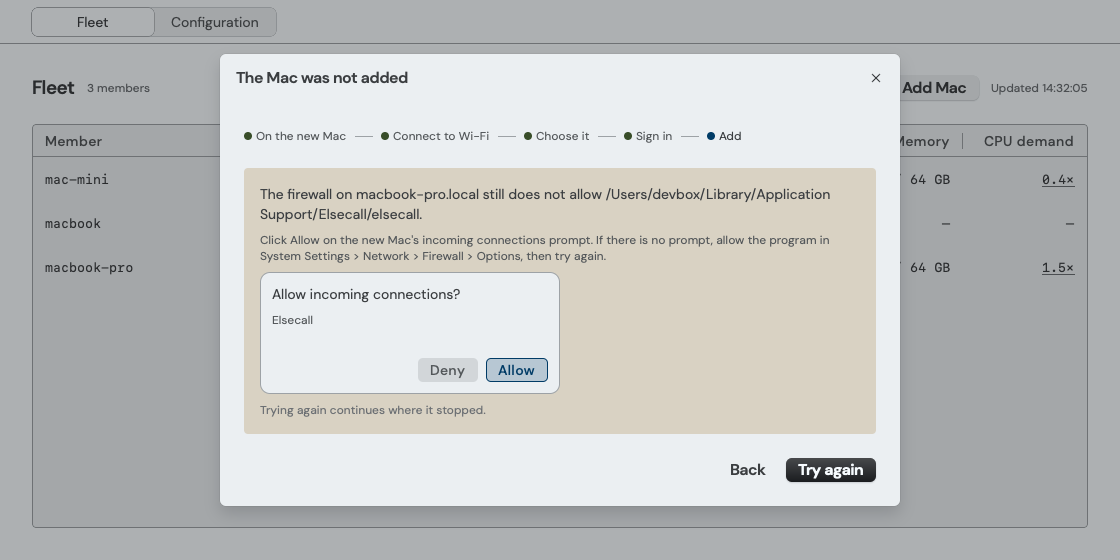 Fleet
Configuration
Fleet
3 members
Add Mac
Updated 14:32:05
The Mac was not added
×
On the new Mac
Connect to Wi-Fi
Choose it
Sign in
Add
Member
Memory
CPU demand
mac-mini
64 GB
0.4×
macbook
—
—
macbook-pro
64 GB
1.5×
The firewall on macbook-pro.local still does not allow /Users/devbox/Library/Application
Support/Elsecall/elsecall.
Click Allow on the new Mac's incoming connections prompt. If there is no prompt, allow the program in
System Settings > Network > Firewall > Options, then try again.
Allow incoming connections?
Elsecall
Deny
Allow
Trying again continues where it stopped.
Back
Try again